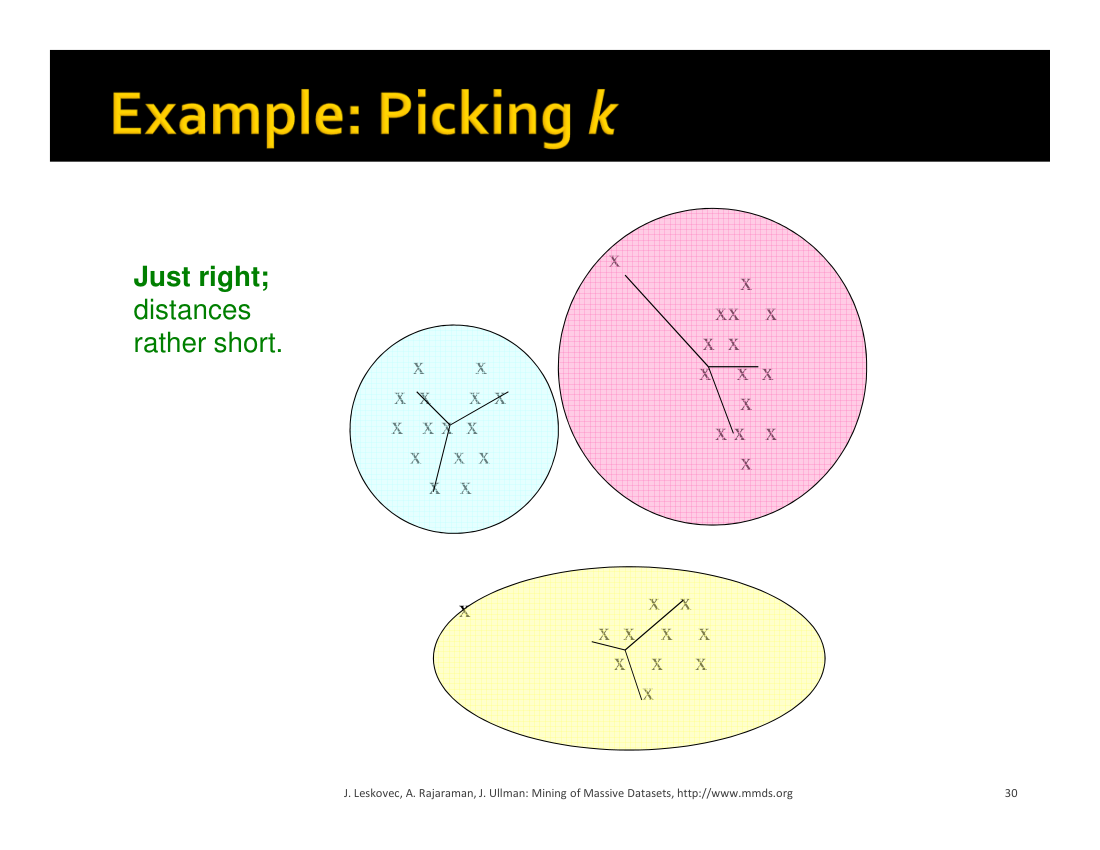 Example: Picking k
Just right;
distances
rather short.
X
X
XX X
X X
X X X
X
X X X
X
X X
X X X X
X X X X
X X X
X X
X
X X
X X X X
X X X
X
J. Leskovec, A. Rajaraman, J. Ullman: Mining of Massive Datasets, http://www.mmds.org
30